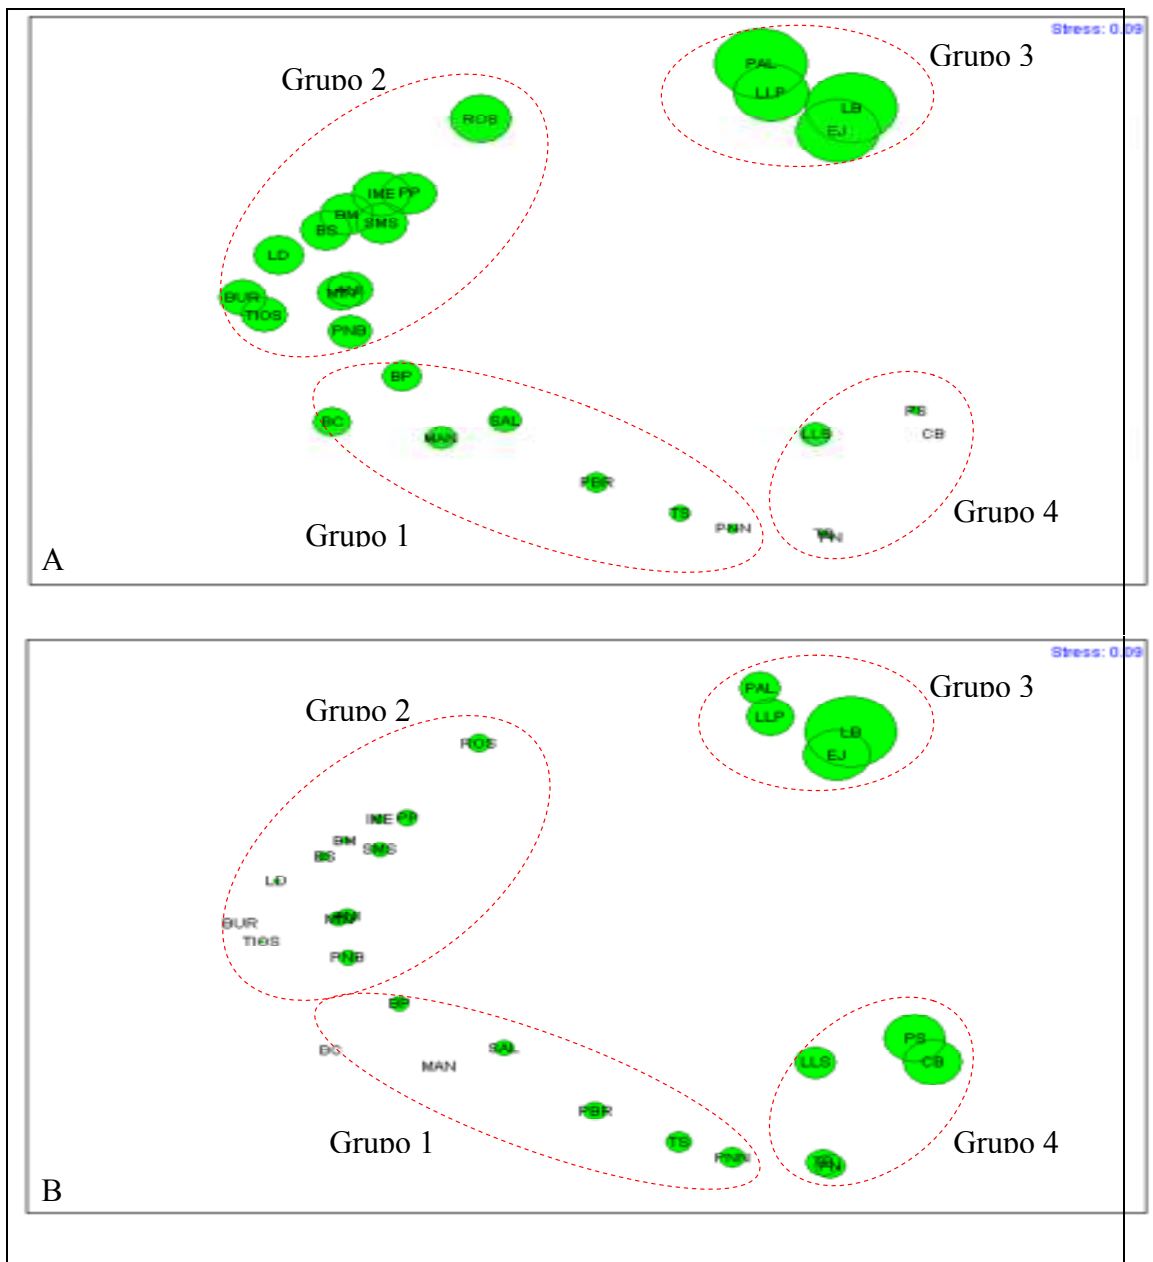 Stress: 0.09
Grupo 3
PAL
Grupo 2
LLP
LB
ROS
EJ
IME PP
BM
SMS
BS
LD
BUR
TIOS
PNB
BP
PS
BC
SAL
LLS
CB
MAN
PBR
Grupo 4
TS
PNN
Grupo 1
A
Stress: 0.09
Grupo 3
PAL
Grupo 2
LLP
LB
ROS
EJ
IME PP
BM
SMS
BS
LD
BUR
TIOS
PNB
BP
PS
BC
SAL
LLS
CB
MAN
PBR
Grupo 1
TS
Grupo 4
PNN
B